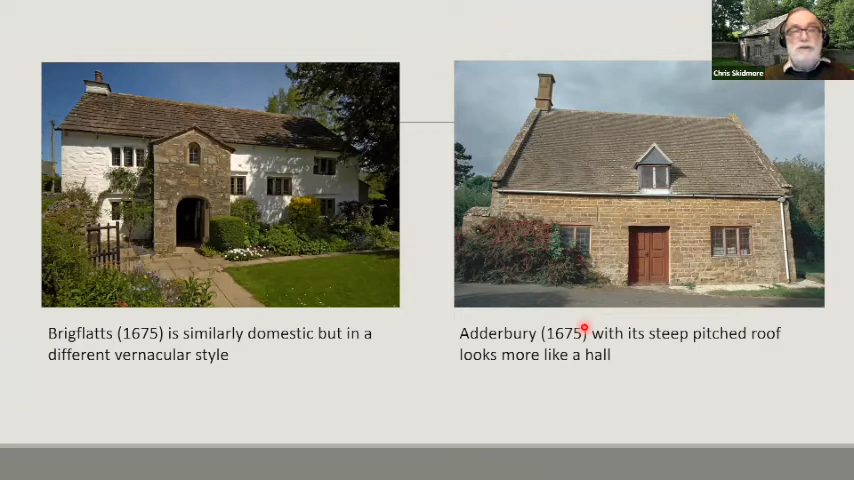 Chris Skidmore
Brigflatts (1675) is similarly domestic but in a
different vernacular style
Adderbury (1675) with its steep pitched roof
looks more like a hall